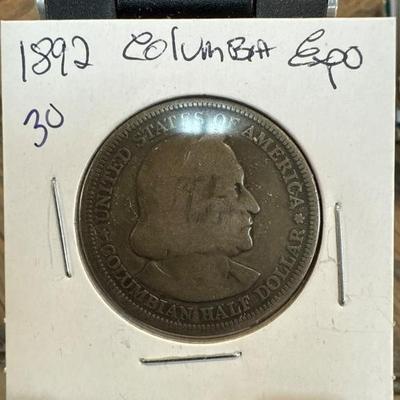 1892 Columbia Expo
30
UNITED STATES OF AMERICA
COLUMBIAN HALF DOLLAR